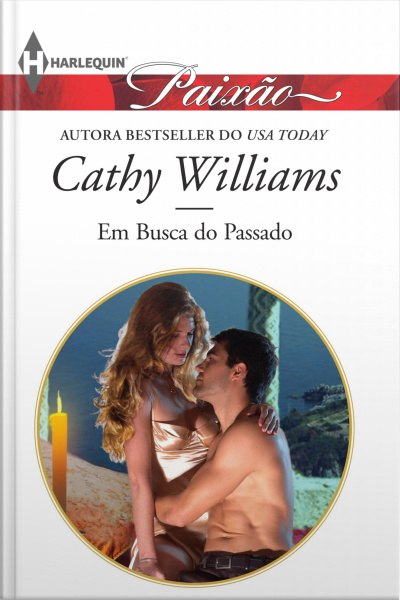 HARLEQUIN
Paixão
AUTORA BESTSELLER DO USA TODAY
Cathy Williams
Em Busca do Passado